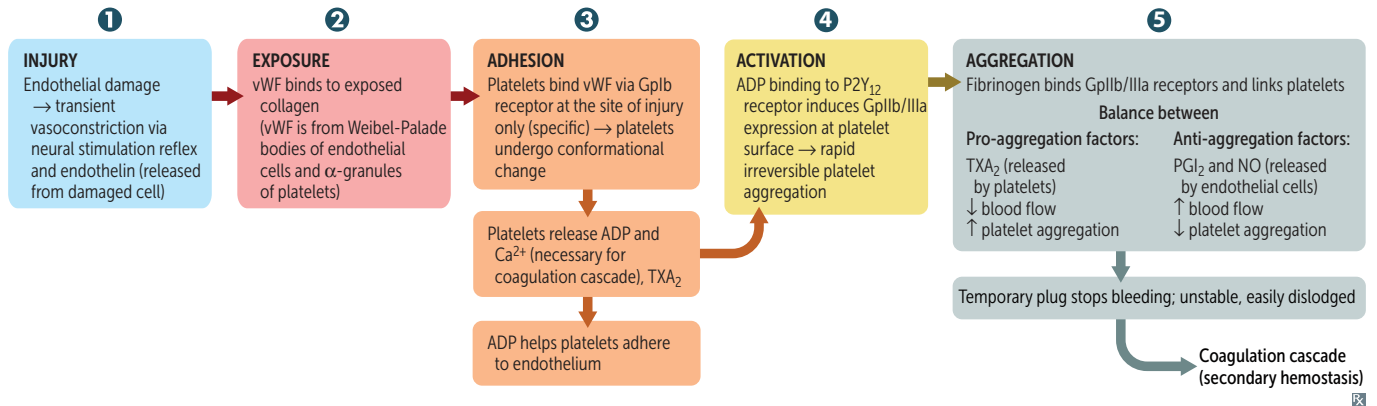 1
INJURY
Endothelial damage
→ transient
vasoconstriction via
neural stimulation reflex
and endothelin (released
from damaged cell)
2
EXPOSURE
vWF binds to exposed
collagen
(vWF is from Weibel-Palade
bodies of endothelial
cells and α-granules
of platelets)
3
ADHESION
Platelets bind vWF via GpIb
receptor at the site of injury
only (specific) → platelets
undergo conformational
change
Platelets release ADP and
Ca²⁺ (necessary for
coagulation cascade), TXA₂
ADP helps platelets adhere
to endothelium
4
ACTIVATION
ADP binding to P2Y₁₂
receptor induces GpIIb/IIIa
expression at platelet
surface → rapid
irreversible platelet
aggregation
5
AGGREGATION
Fibrinogen binds GpIIb/IIIa receptors and links platelets
Balance between
Pro-aggregation factors:
TXA₂ (released
by platelets)
↓ blood flow
↑ platelet aggregation
Anti-aggregation factors:
PGI₂ and NO (released
by endothelial cells)
↑ blood flow
↓ platelet aggregation
Temporary plug stops bleeding; unstable, easily dislodged
Coagulation cascade
(secondary hemostasis)
℞